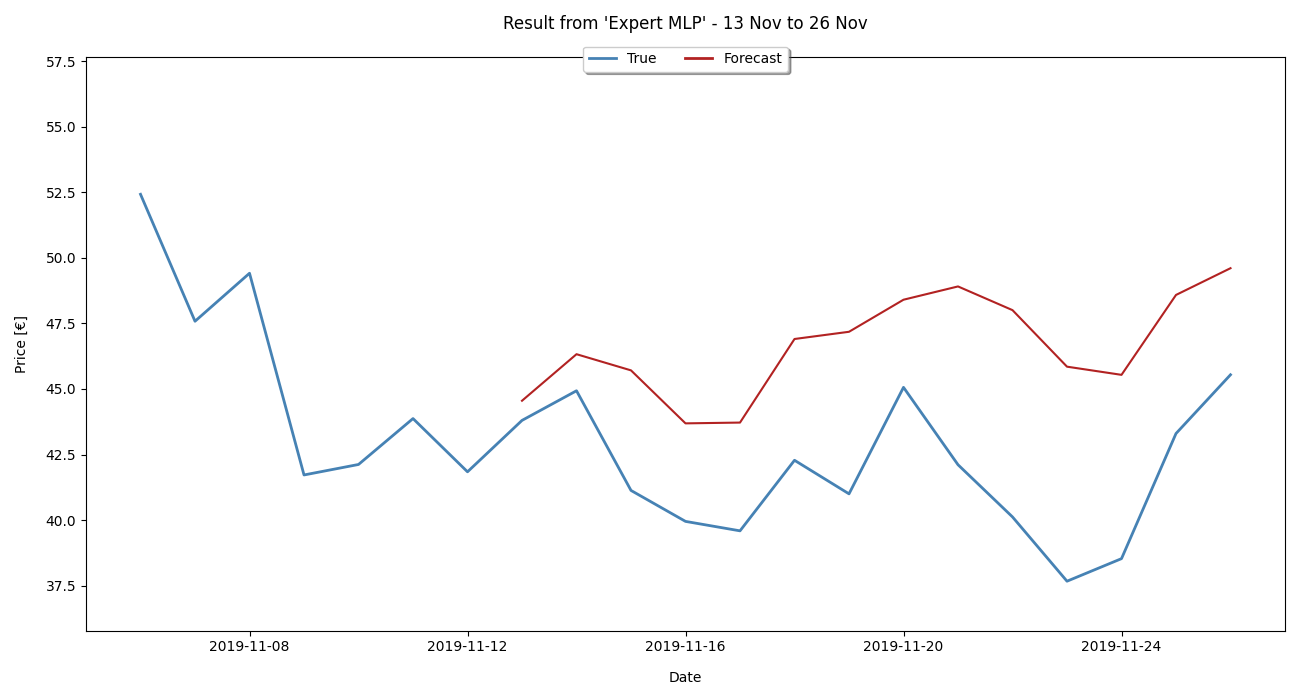 Result from 'Expert MLP' - 13 Nov to 26 Nov
True Forecast
57.5
55.0
52.5
50.0
47.5
45.0
42.5
40.0
37.5
Price [€]
2019-11-08 2019-11-12 2019-11-16 2019-11-20 2019-11-24
Date